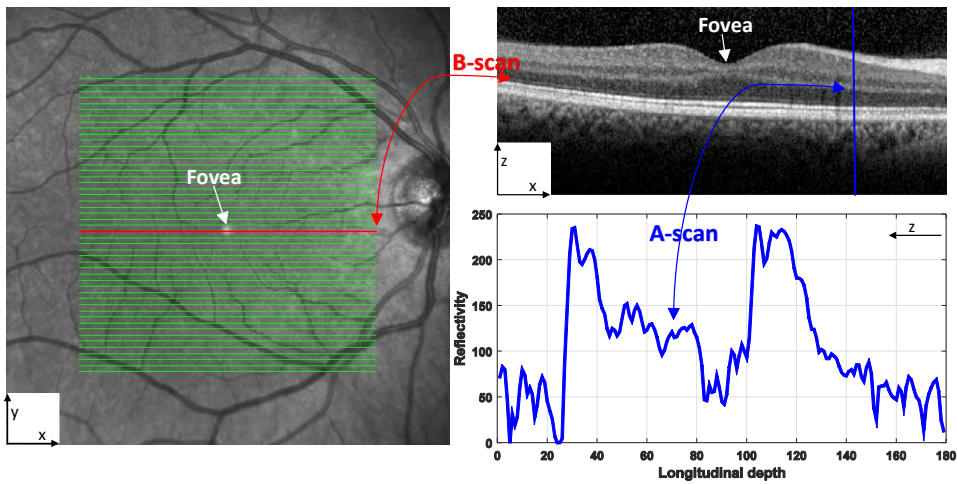 Fovea
y
x
B-scan
Fovea
z
x
A-scan
z
250
200
150
100
50
0
Reflectivity
0 20 40 60 80 100 120 140 160 180
Longitudinal depth